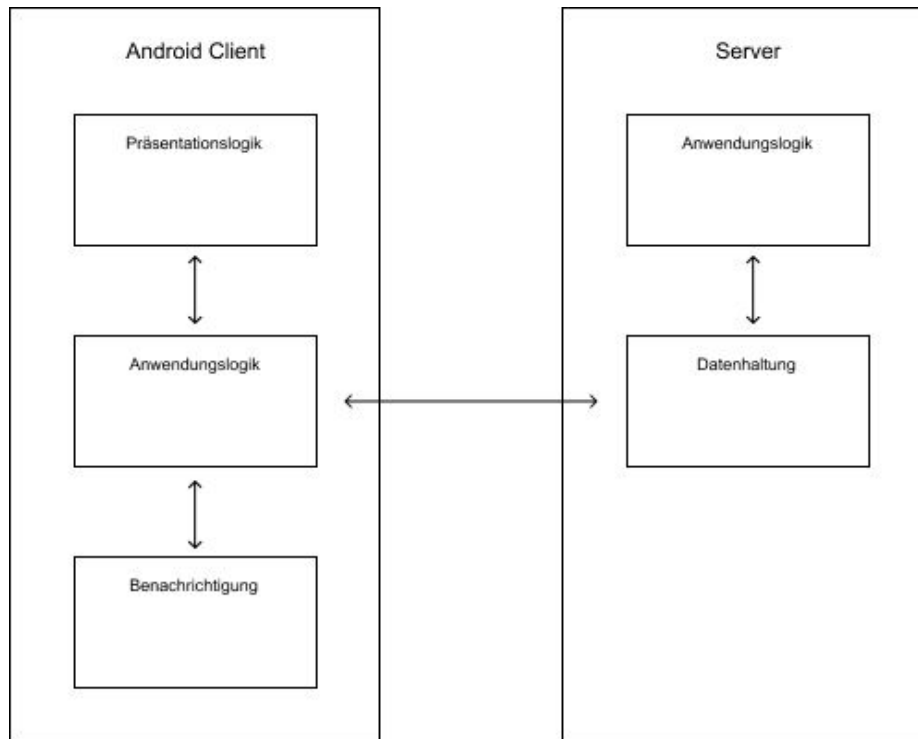 Android Client
Präsentationslogik
Anwendungslogik
Benachrichtigung
Server
Anwendungslogik
Datenhaltung